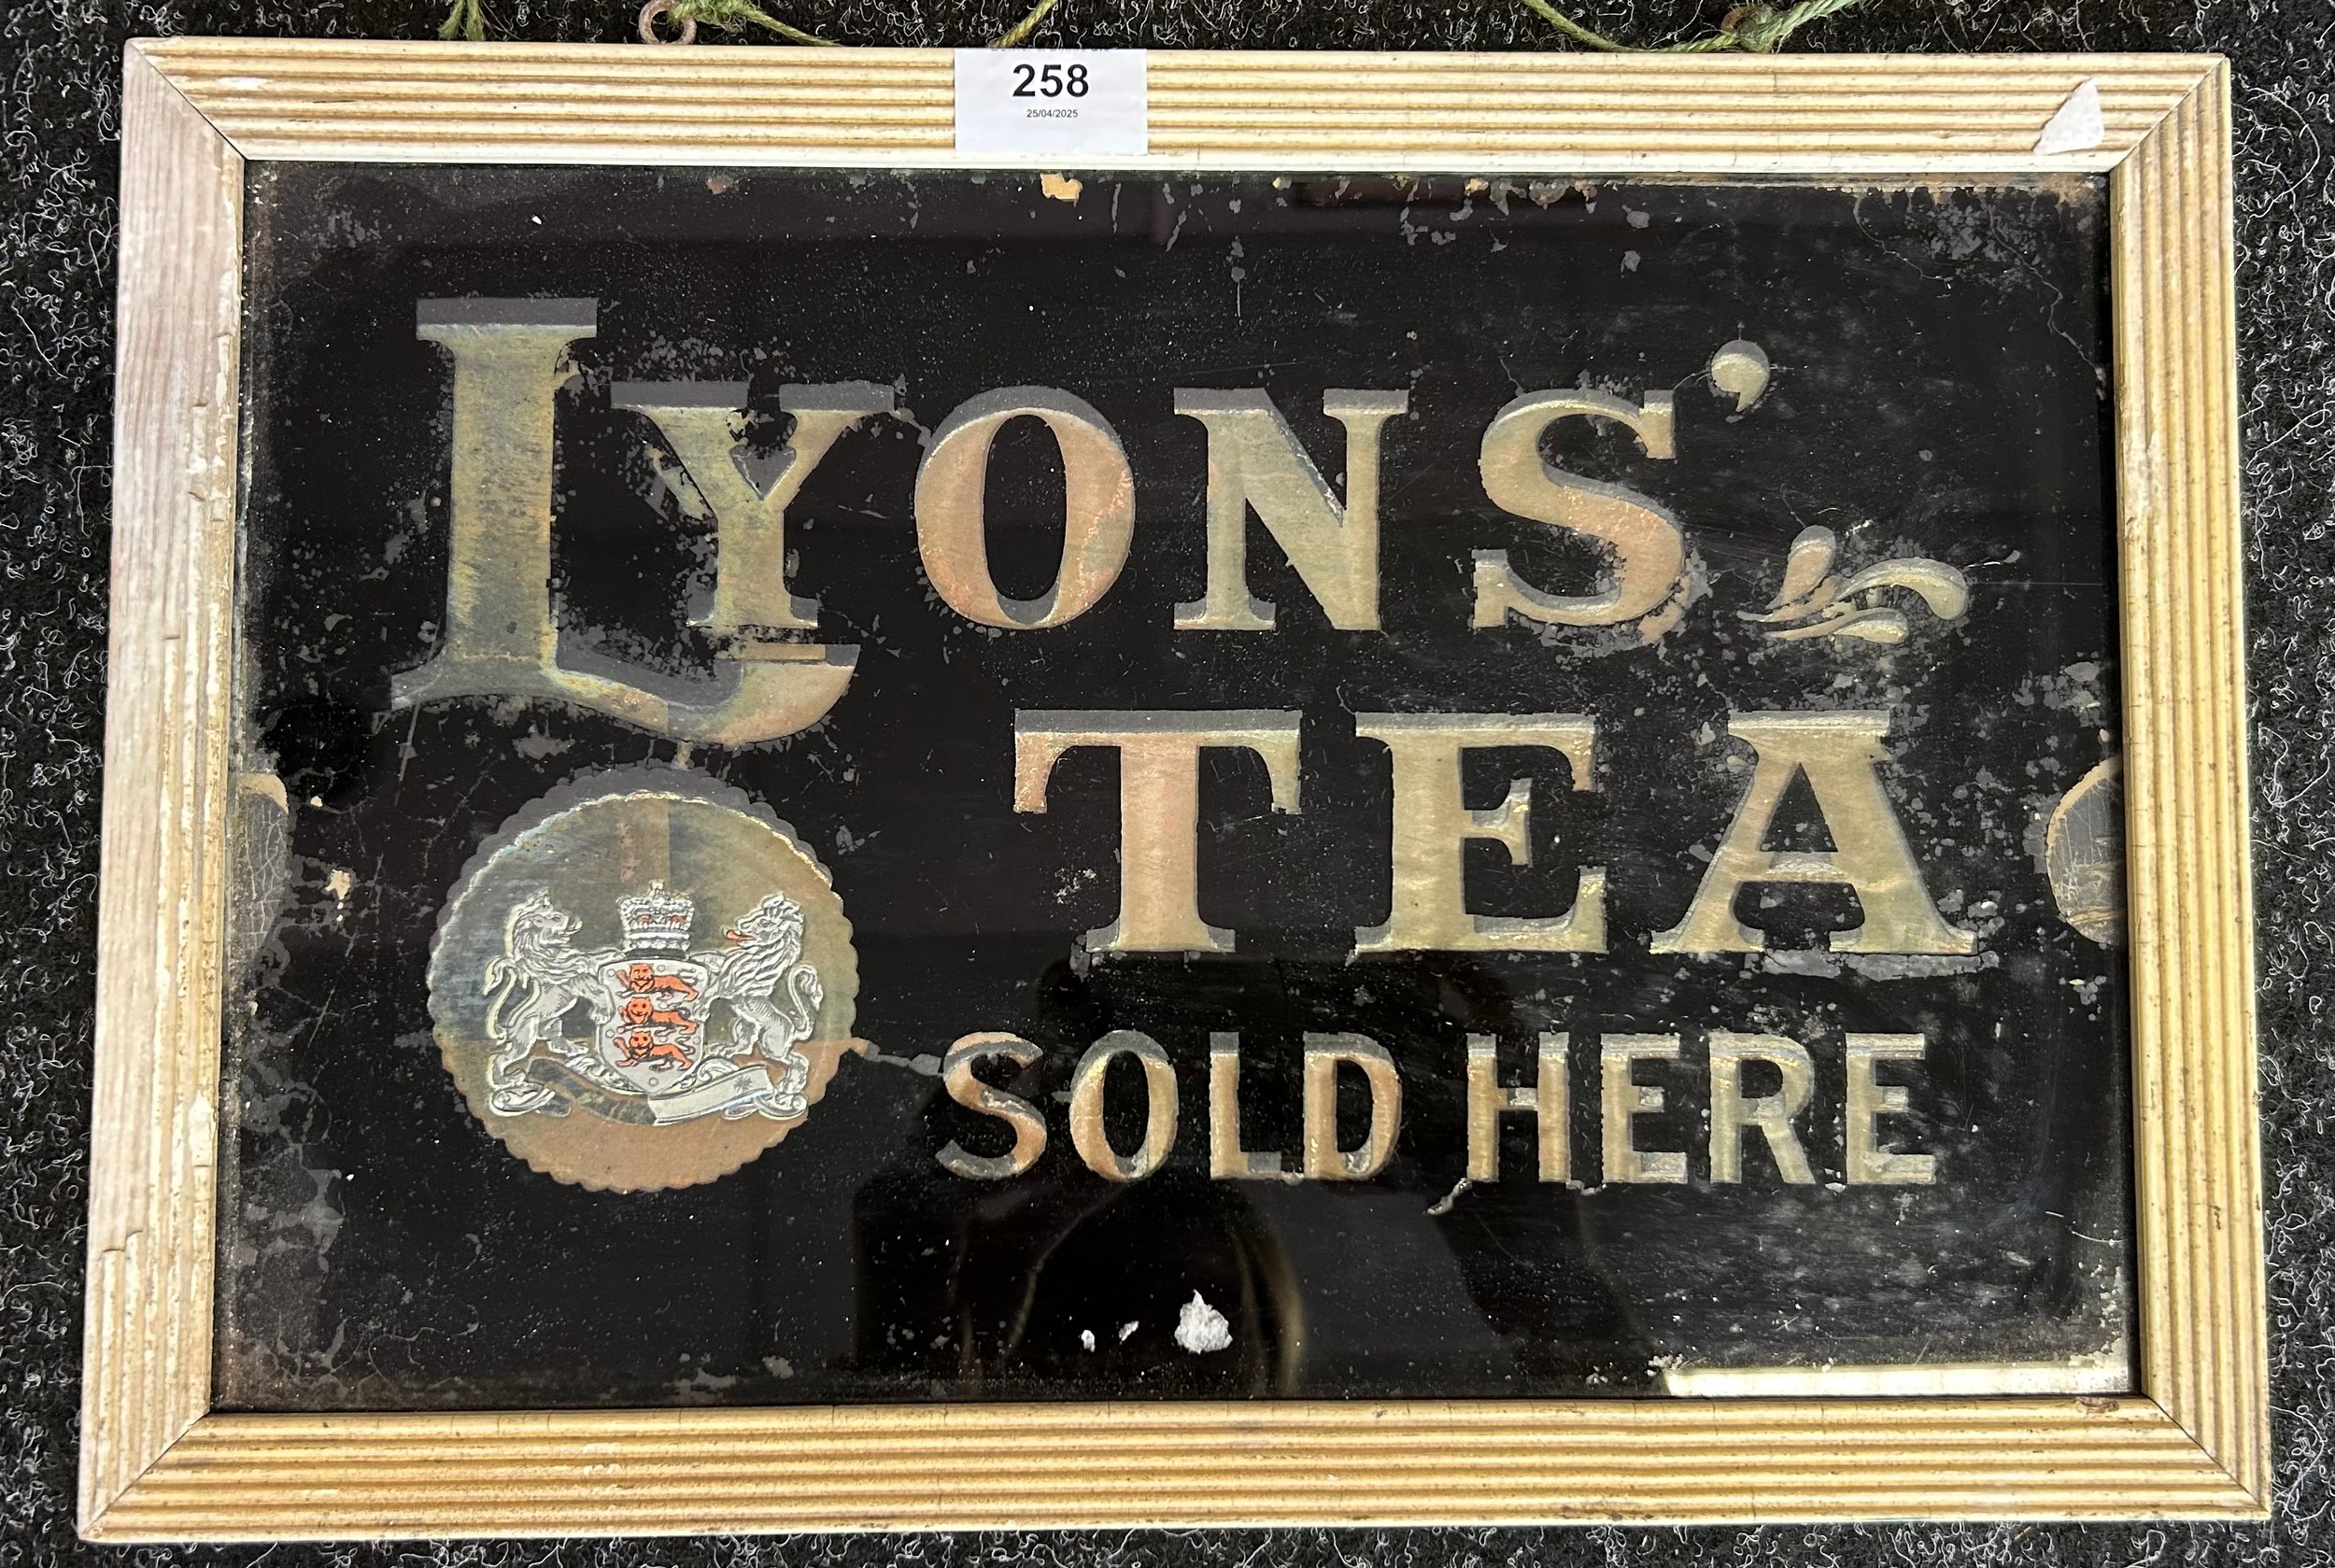 258
25/04/2025
LYONS'
TEA
SOLD HERE